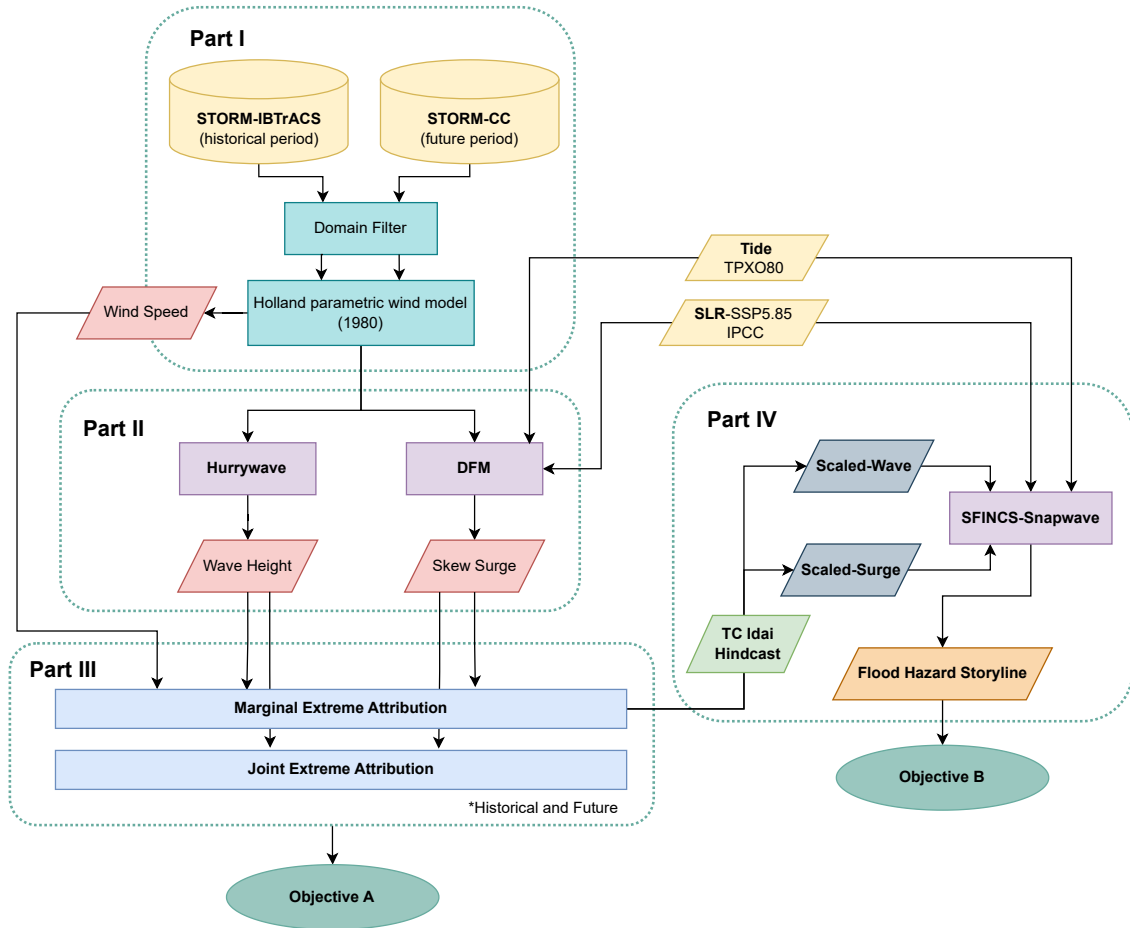 Part I
STORM-IBTrACS
(historical period)
STORM-CC
(future period)
Domain Filter
Holland parametric wind model
(1980)
Wind Speed
Tide
TPXO80
SLR-SSP5.85
IPCC
Part II
Hurrywave
DFM
Wave Height
Skew Surge
Part IV
Scaled-Wave
SFINCS-Snapwave
Scaled-Surge
TC Idai
Hindcast
Flood Hazard Storyline
Objective B
Part III
Marginal Extreme Attribution
Joint Extreme Attribution
*Historical and Future
Objective A